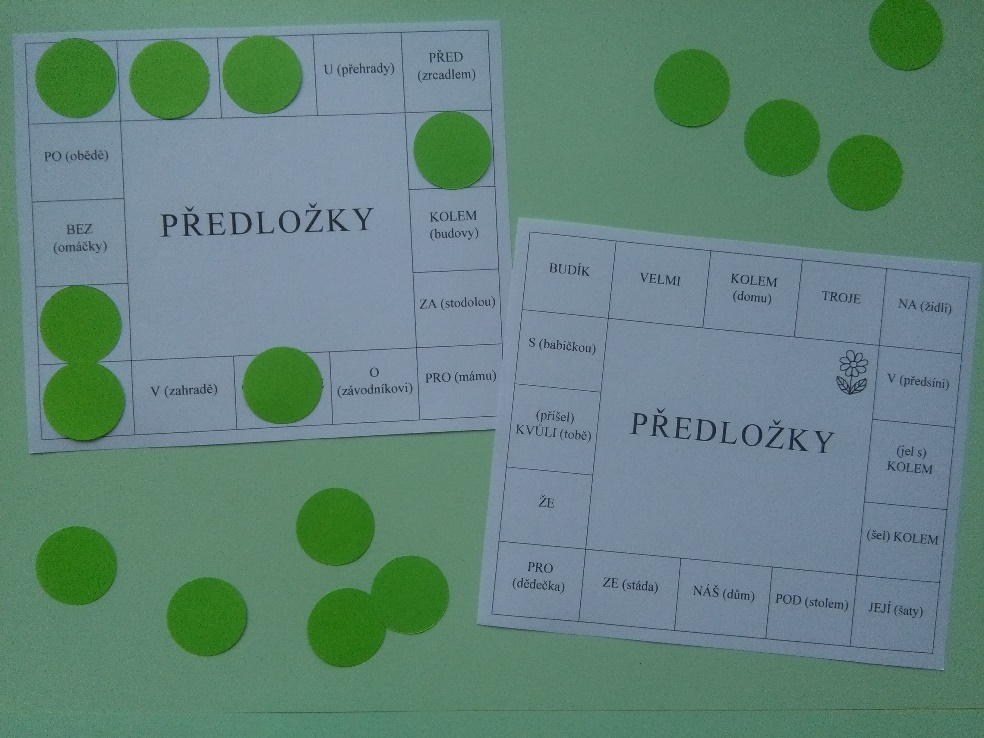 U (přehrady)
PŘED
(zrcadlem)
PO (obědě)
BEZ
(omáčky)
PŘEDLOŽKY
KOLEM
(budovy)
ZA (stodolou)
V (zahradě)
O
(závodníkovi)
PRO (mámu)
BUDÍK
VELMI
KOLEM
(domu)
TROJE
NA (židli)
S (babičkou)
V (předsíni)
(přišel)
KVŮLI (tobě)
PŘEDLOŽKY
(jel s)
KOLEM
ŽE
(šel) KOLEM
PRO
(dědečka)
ZE (stáda)
NÁŠ (dům)
POD (stolem)
JEJÍ (šaty)